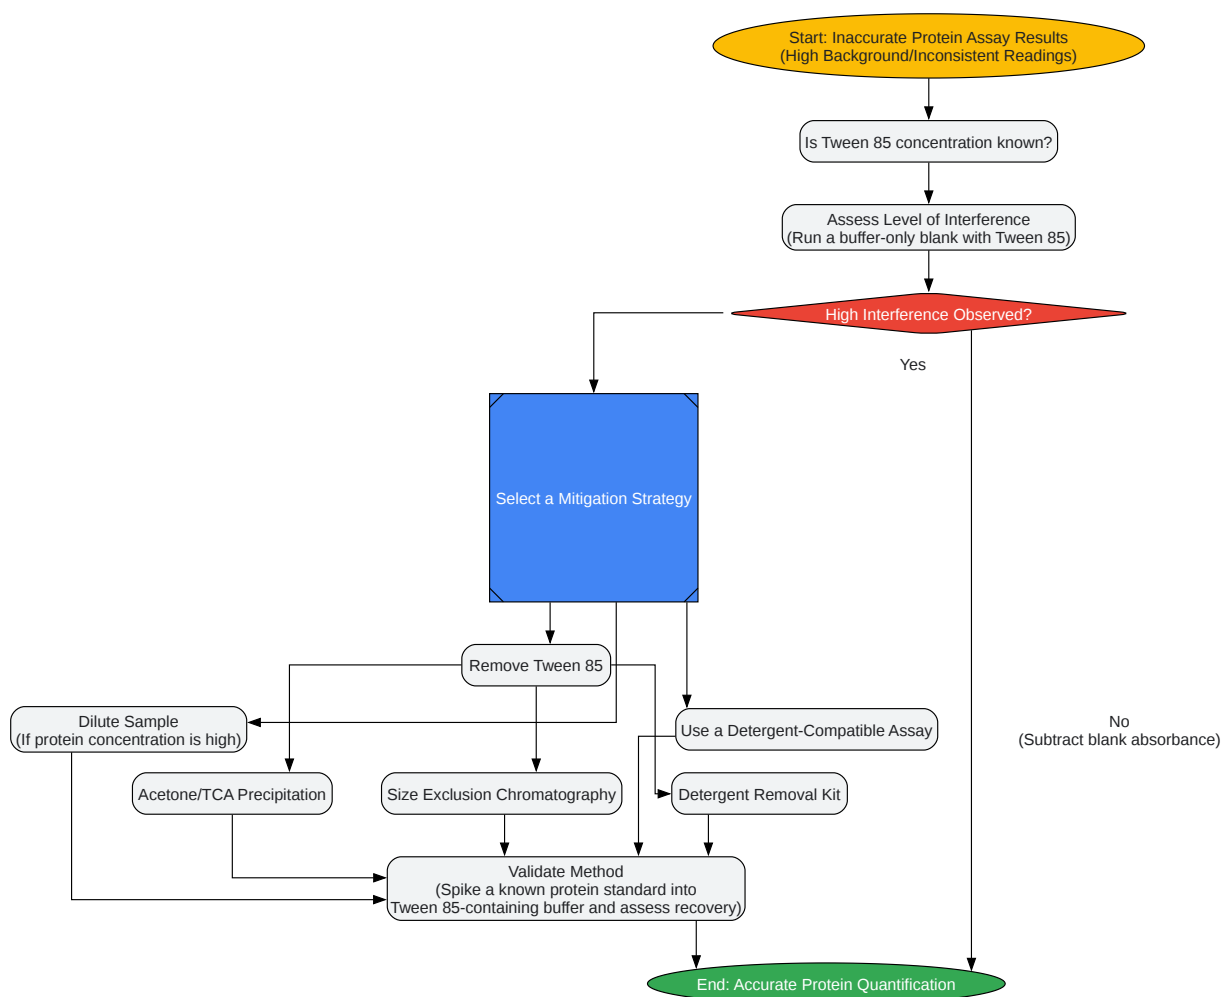 Start: Inaccurate Protein Assay Results
(High Background/Inconsistent Readings)
Is Tween 85 concentration known?
Assess Level of Interference
(Run a buffer-only blank with Tween 85)
High Interference Observed?
Yes
Select a Mitigation Strategy
Remove Tween 85
Dilute Sample
(If protein concentration is high)
Use a Detergent-Compatible Assay
No
(Subtract blank absorbance)
Acetone/TCA Precipitation
Size Exclusion Chromatography
Detergent Removal Kit
Validate Method
(Spike a known protein standard into
Tween 85-containing buffer and assess recovery)
End: Accurate Protein Quantification